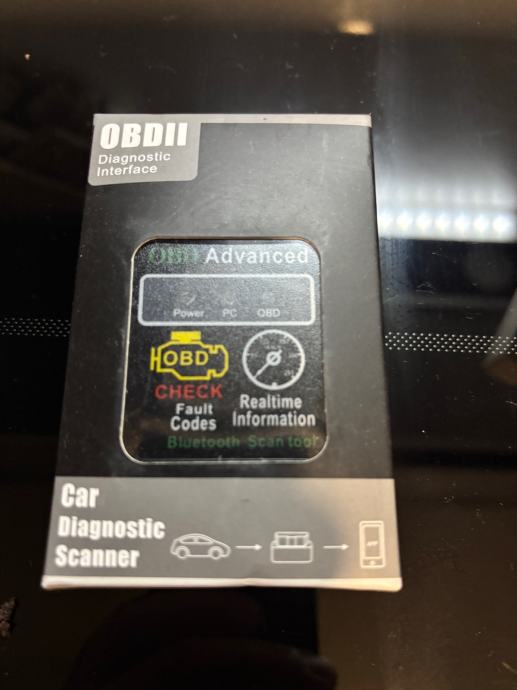 OBDII
Diagnostic
Interface
OBD Advanced
Power PC OBD
OBD
CHECK
Fault
Codes
Realtime
Information
Bluetooth Scan tool
Car
Diagnostic
Scanner